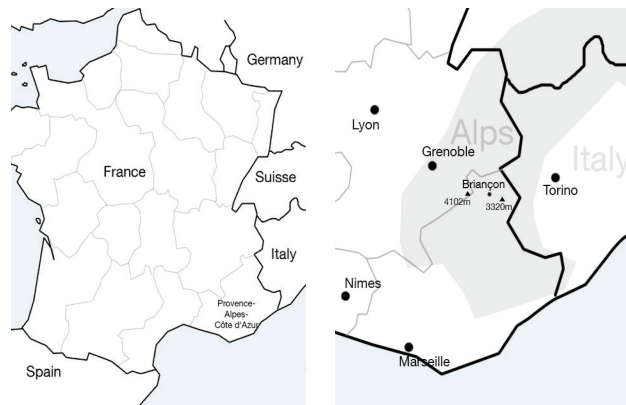 Germany
France
Suisse
Italy
Provence-
Alpes-
Côte d'Azur
Spain
Lyon
Alps
Grenoble
Italy
Briançon
Torino
4102m
3320m
Nimes
Marseille